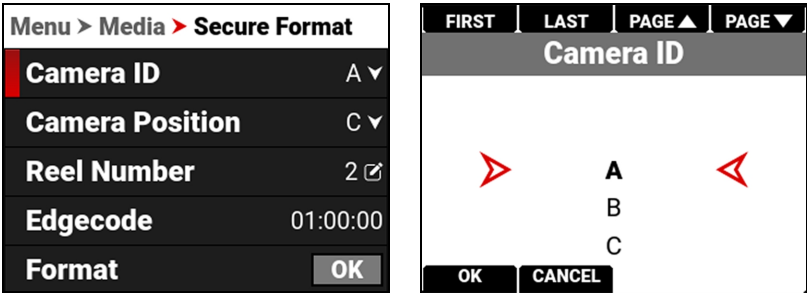 Menu > Media > Secure Format
Camera ID A
Camera Position C
Reel Number 2
Edgecode 01:00:00
Format OK
FIRST LAST PAGE▲ PAGE▼
Camera ID
A
B
C
OK CANCEL